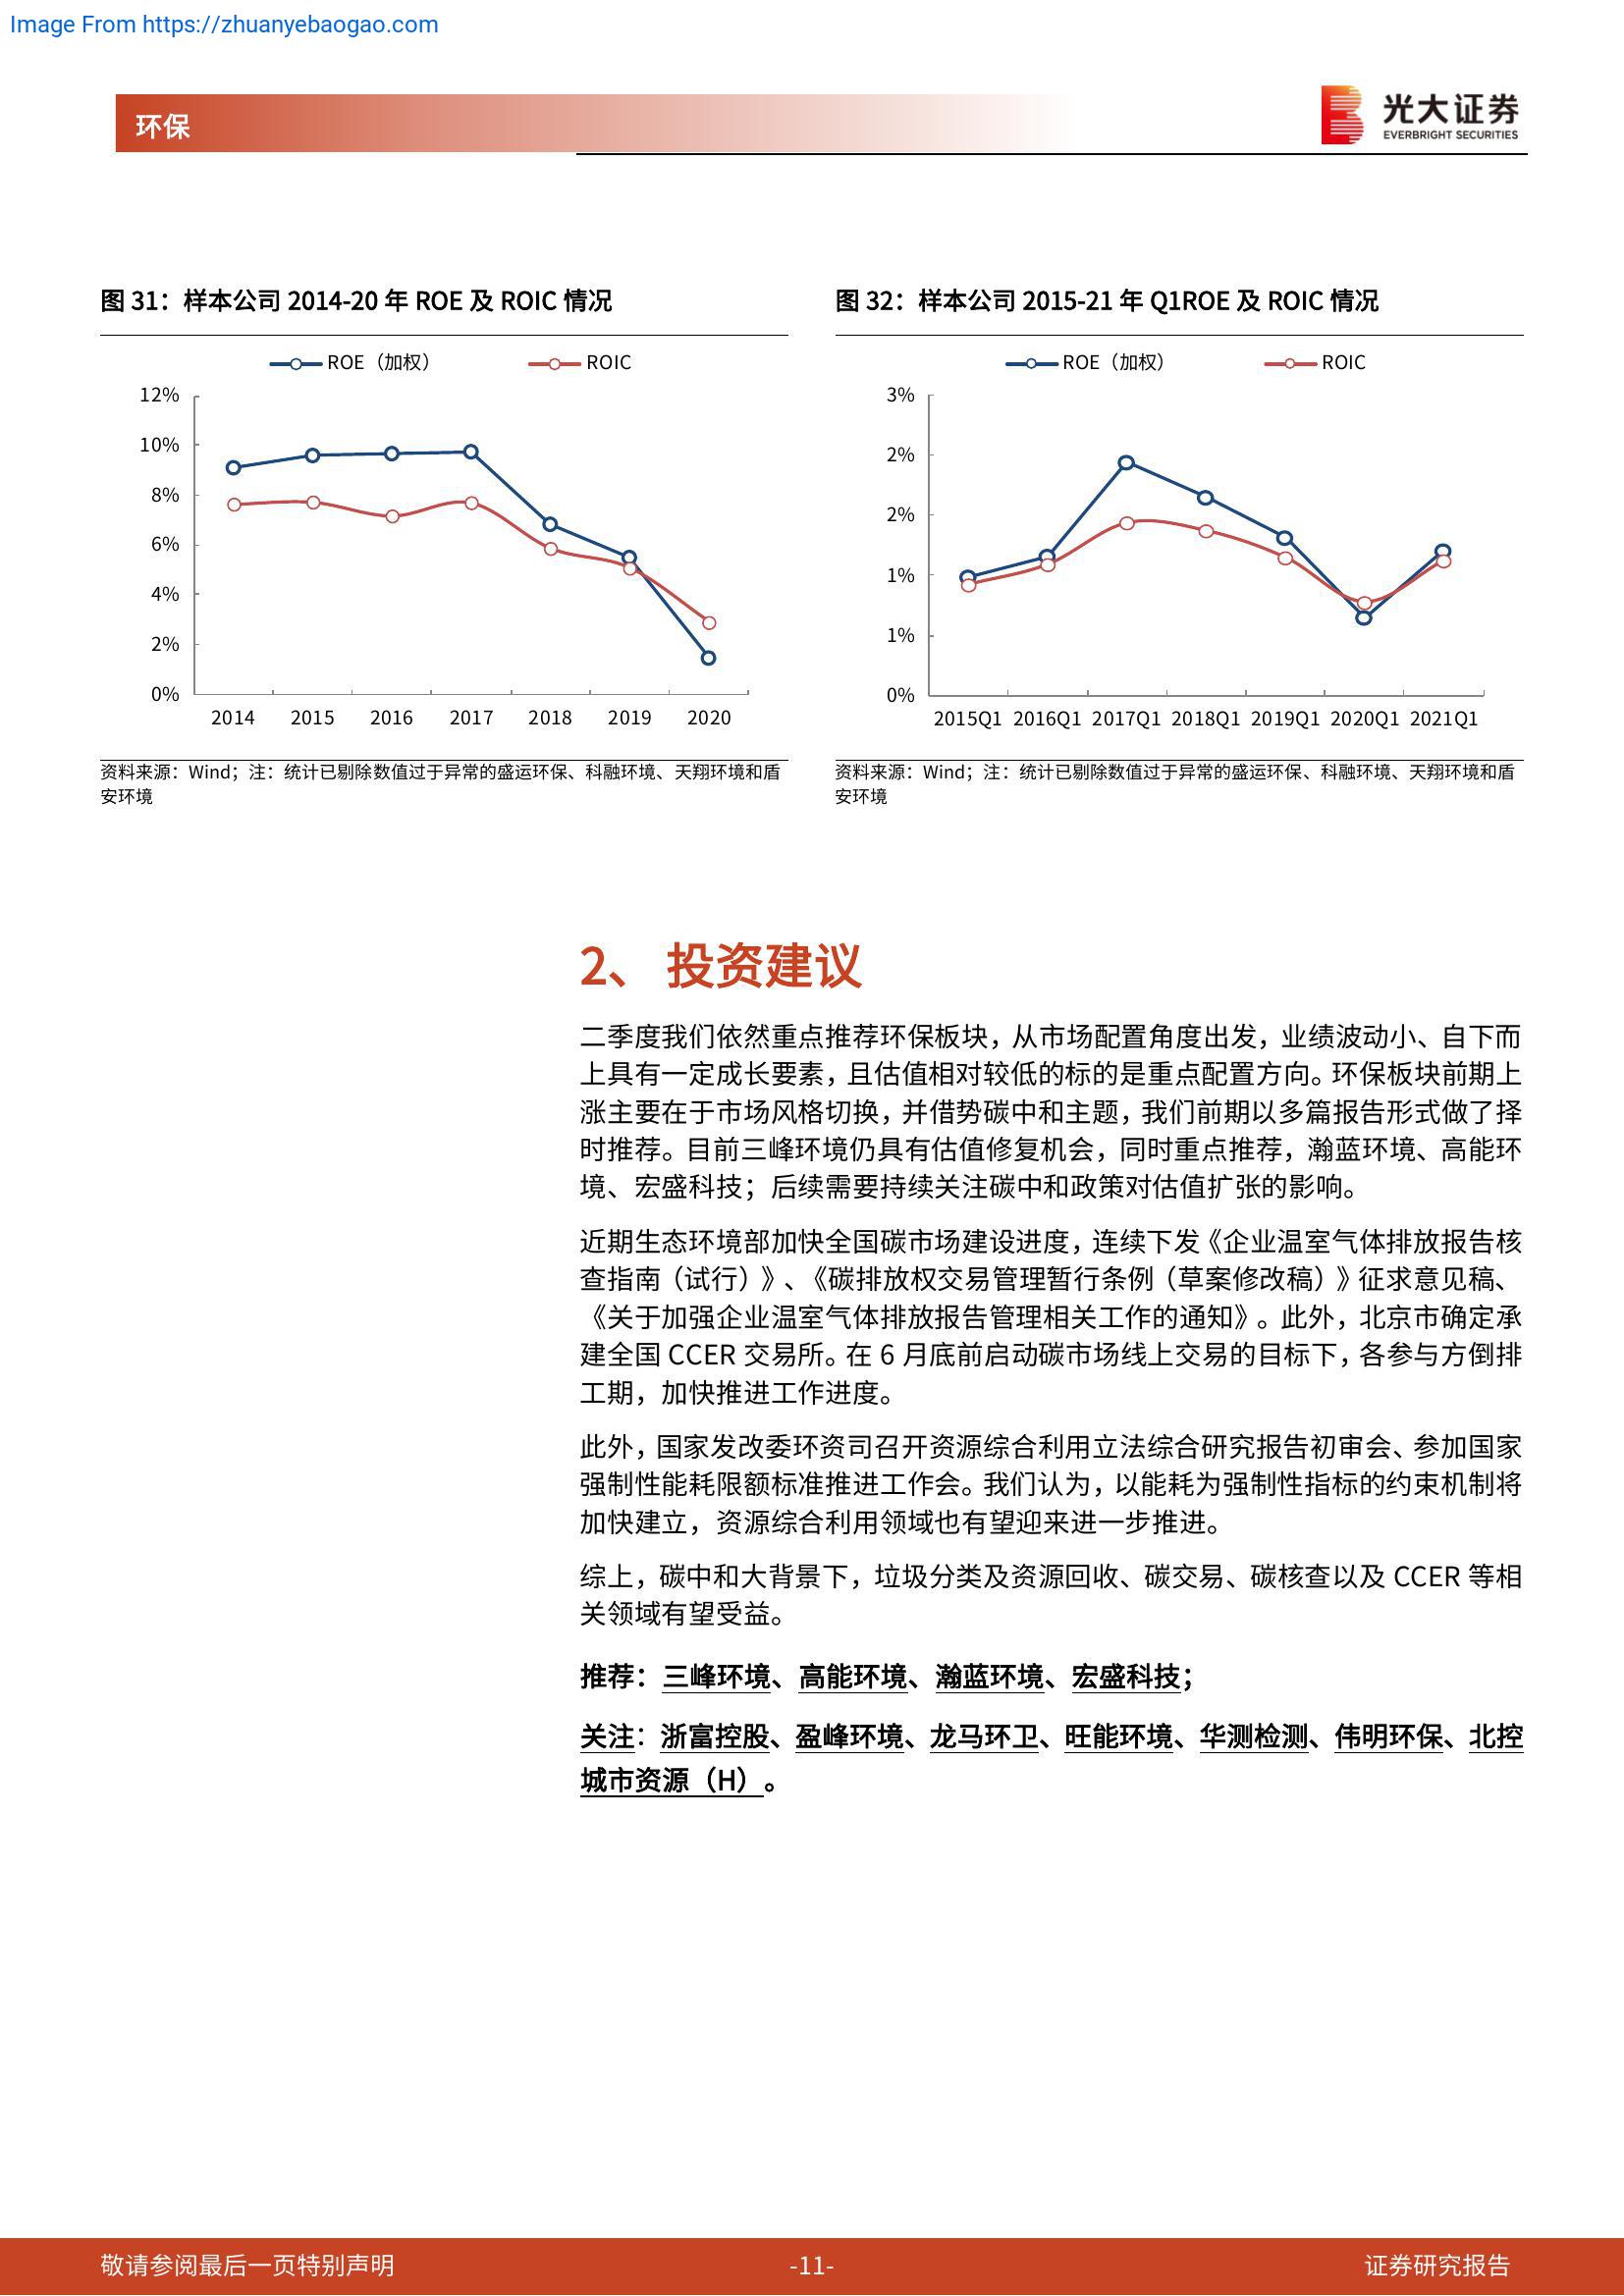 Image From https://zhuanyebaogao.com
环保
光大证券
EVERBRIGHT SECURITIES
图 31：样本公司 2014-20 年 ROE 及 ROIC 情况
ROE（加权）
ROIC
12%
10%
8%
6%
4%
2%
0%
2014 2015 2016 2017 2018 2019 2020
资料来源：Wind；注：统计已剔除数值过于异常的盛运环保、科融环境、天翔环境和盾
安环境
图 32：样本公司 2015-21 年 Q1ROE 及 ROIC 情况
ROE（加权）
ROIC
3%
2%
2%
1%
1%
0%
2015Q1 2016Q1 2017Q1 2018Q1 2019Q1 2020Q1 2021Q1
资料来源：Wind；注：统计已剔除数值过于异常的盛运环保、科融环境、天翔环境和盾
安环境
2、 投资建议
二季度我们依然重点推荐环保板块，从市场配置角度出发，业绩波动小、自下而
上具有一定成长要素，且估值相对较低的标的是重点配置方向。环保板块前期上
涨主要在于市场风格切换，并借势碳中和主题，我们前期以多篇报告形式做了择
时推荐。目前三峰环境仍具有估值修复机会，同时重点推荐，瀚蓝环境、高能环
境、宏盛科技；后续需要持续关注碳中和政策对估值扩张的影响。
近期生态环境部加快全国碳市场建设进度，连续下发《企业温室气体排放报告核
查指南（试行）》、《碳排放权交易管理暂行条例（草案修改稿）》征求意见稿、
《关于加强企业温室气体排放报告管理相关工作的通知》。此外，北京市确定承
建全国 CCER 交易所。在 6 月底前启动碳市场线上交易的目标下，各参与方倒排
工期，加快推进工作进度。
此外，国家发改委环资司召开资源综合利用立法综合研究报告初审会、参加国家
强制性能耗限额标准推进工作会。我们认为，以能耗为强制性指标的约束机制将
加快建立，资源综合利用领域也有望迎来进一步推进。
综上，碳中和大背景下，垃圾分类及资源回收、碳交易、碳核查以及 CCER 等相
关领域有望受益。
推荐：三峰环境、高能环境、瀚蓝环境、宏盛科技；
关注：浙富控股、盈峰环境、龙马环卫、旺能环境、华测检测、伟明环保、北控
城市资源（H）。
敬请参阅最后一页特别声明
-11-
证券研究报告